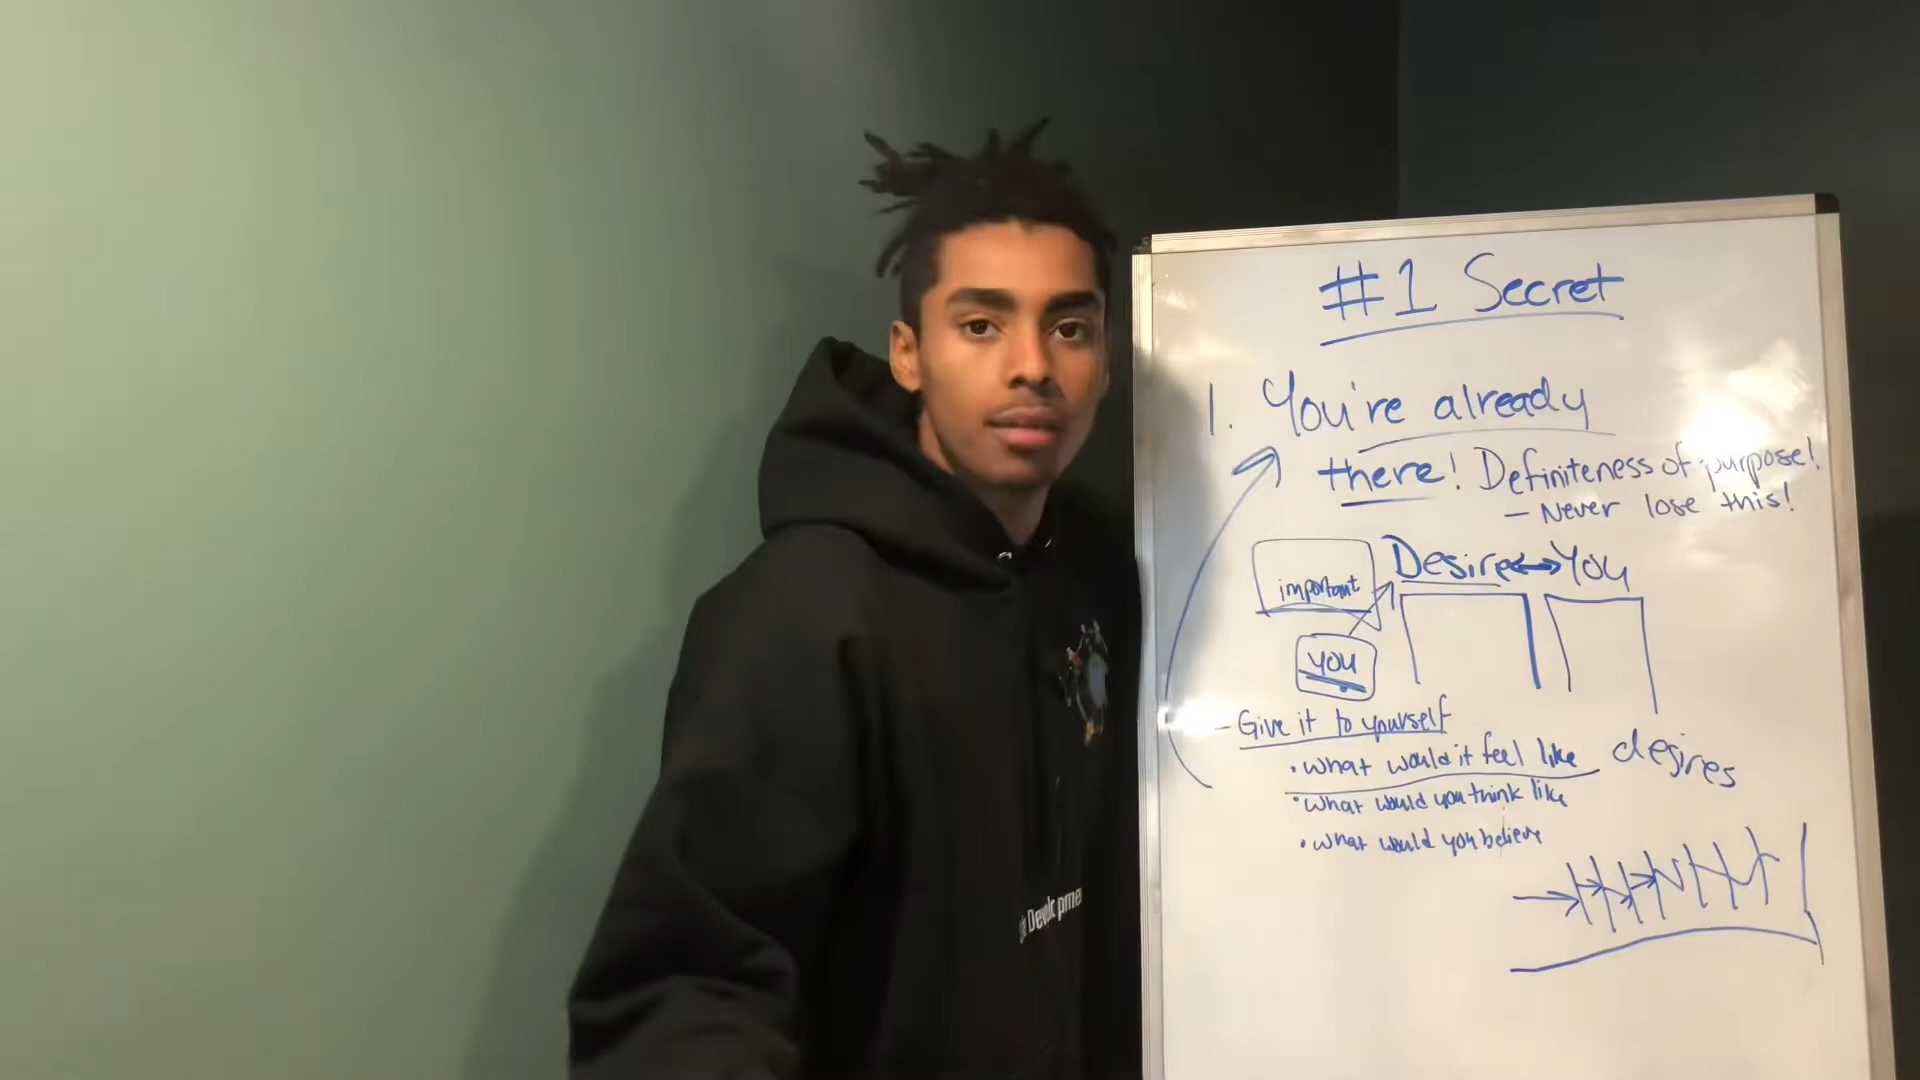 #1 Secret
1. You're already
there! Definiteness of purpose!
- Never lose this!
important
Desire ↔ You
you
- Give it to yourself
• what would it feel like
desires
• what would you think like
• what would you believe